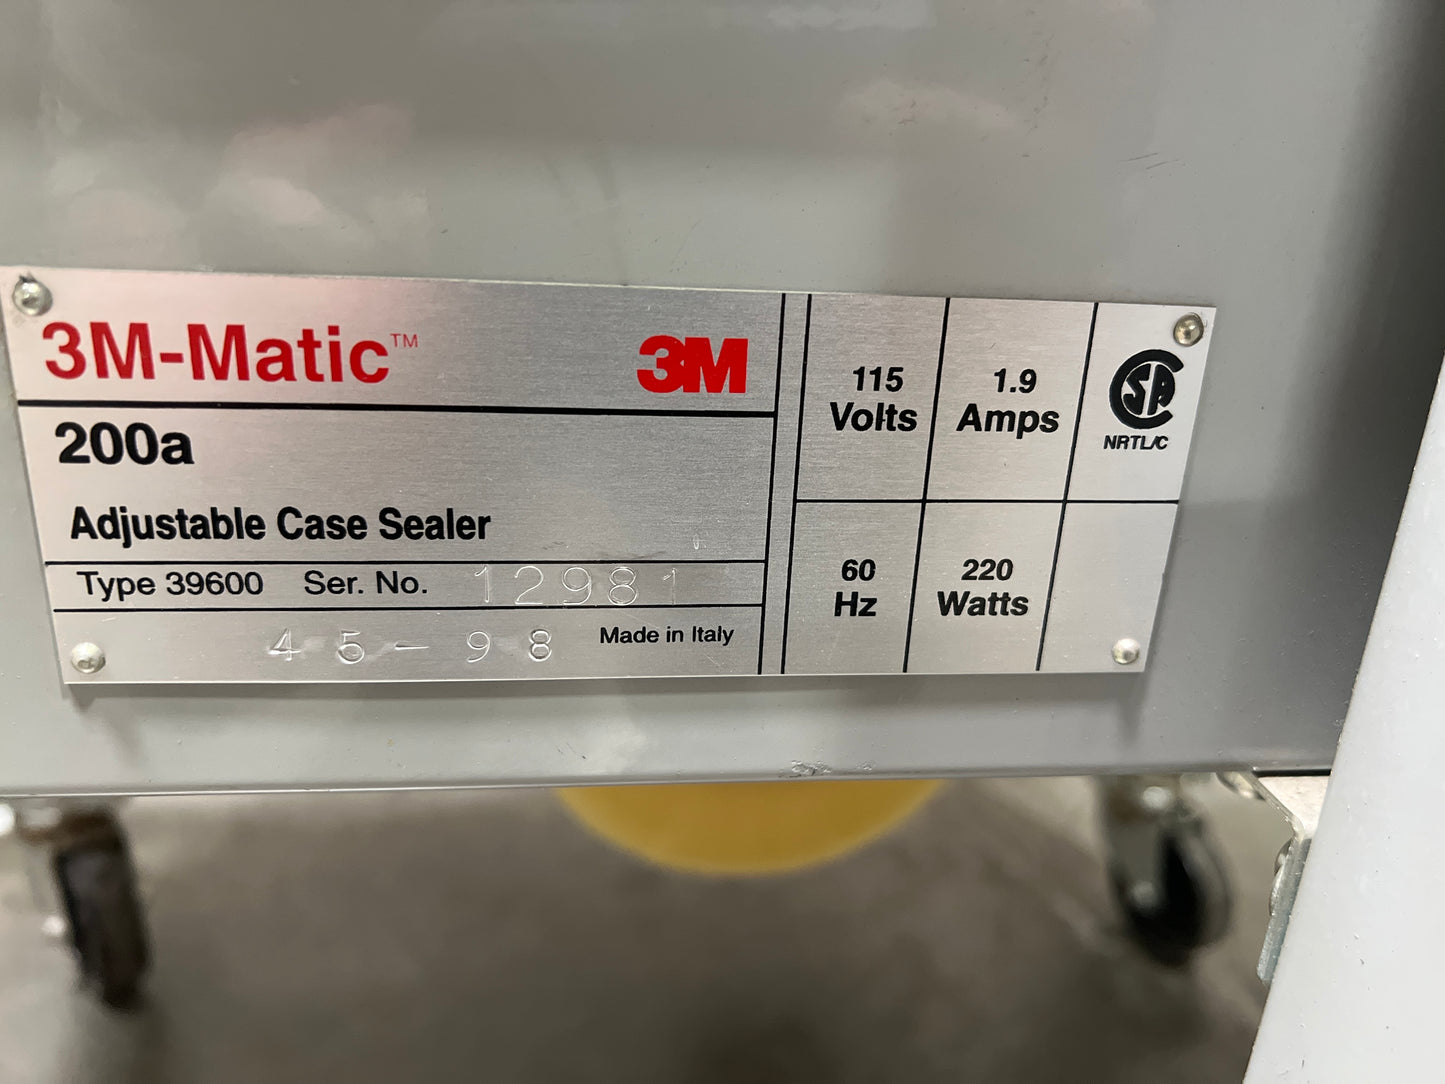 3M-Matic™
3M
200a
Adjustable Case Sealer
Type 39600 Ser. No. 12981
45-98 Made in Italy
115
Volts
1.9
Amps
CSA
NRTL/C
60
Hz
220
Watts